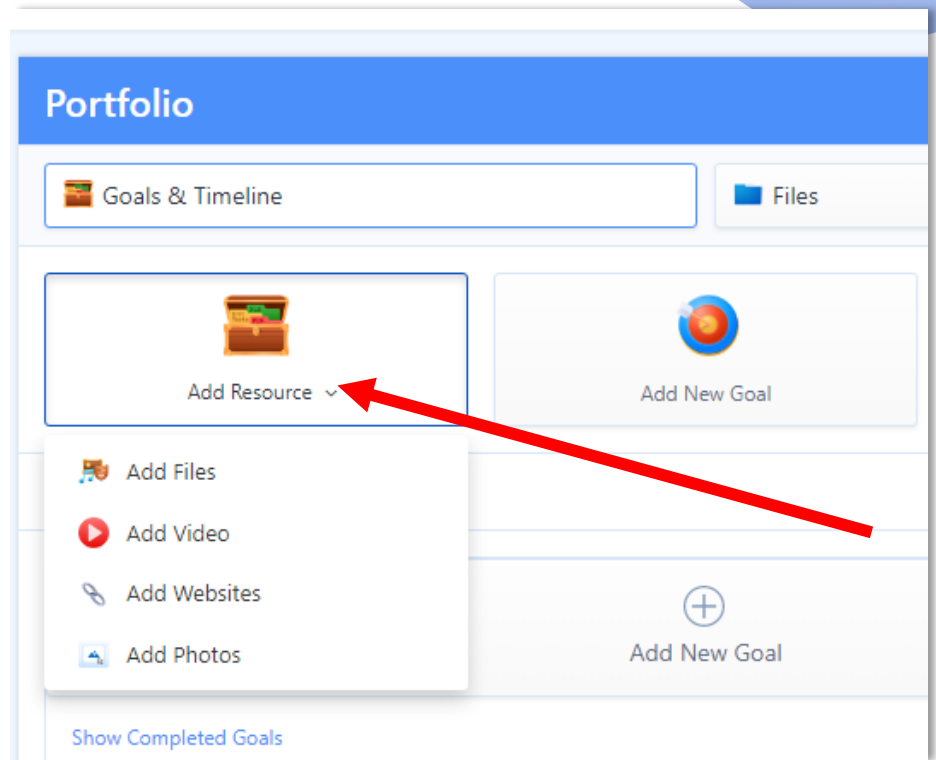 Portfolio
Goals & Timeline
Files
Add Resource
Add New Goal
Add Files
Add Video
Add Websites
Add Photos
Add New Goal
Show Completed Goals